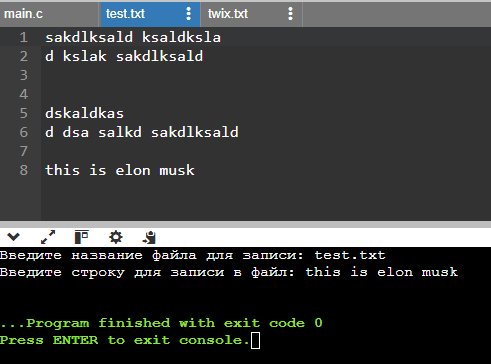 main.c test.txt twix.txt
1 sakdlksald ksaldksla
2 d kslak sakdlksald
3
4
5 dskaldkas
6 d dsa salkd sakdlksald
7
8 this is elon musk
Введите название файла для записи: test.txt
Введите строку для записи в файл: this is elon musk
...Program finished with exit code 0
Press ENTER to exit console.